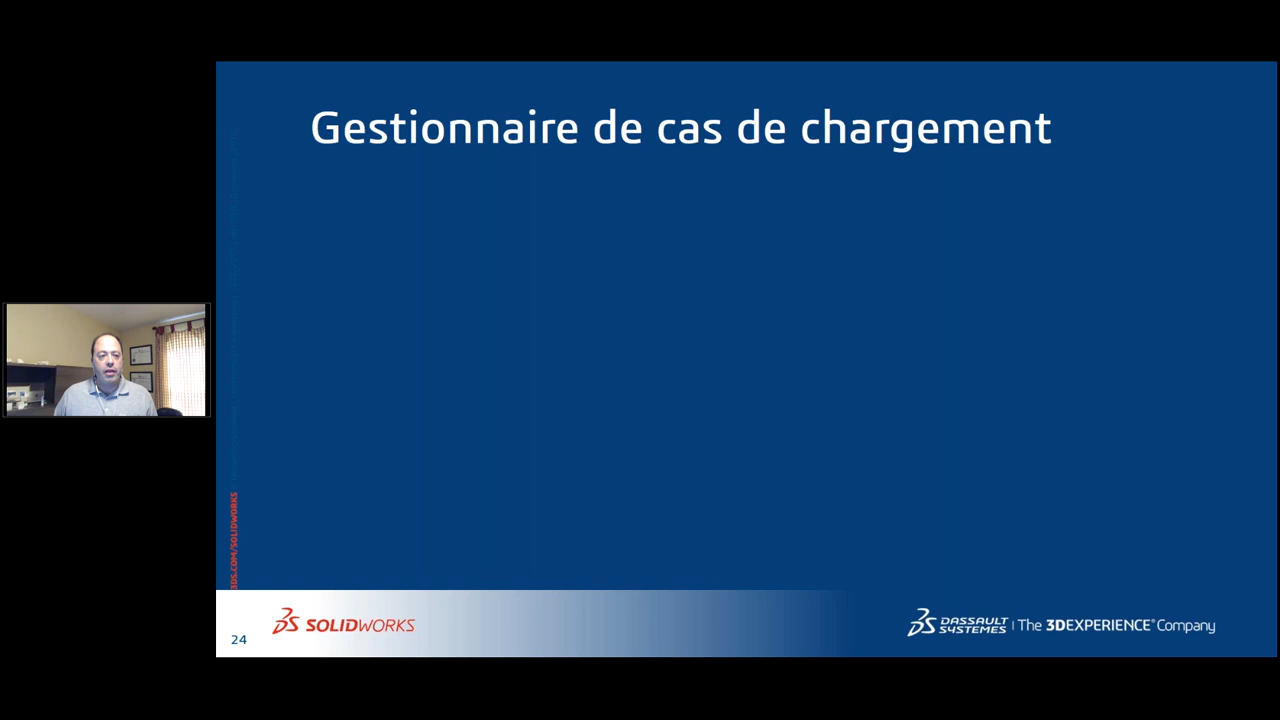 Gestionnaire de cas de chargement
3DS.COM/SOLIDWORKS
24
SOLIDWORKS
DASSAULT SYSTEMES | The 3DEXPERIENCE® Company